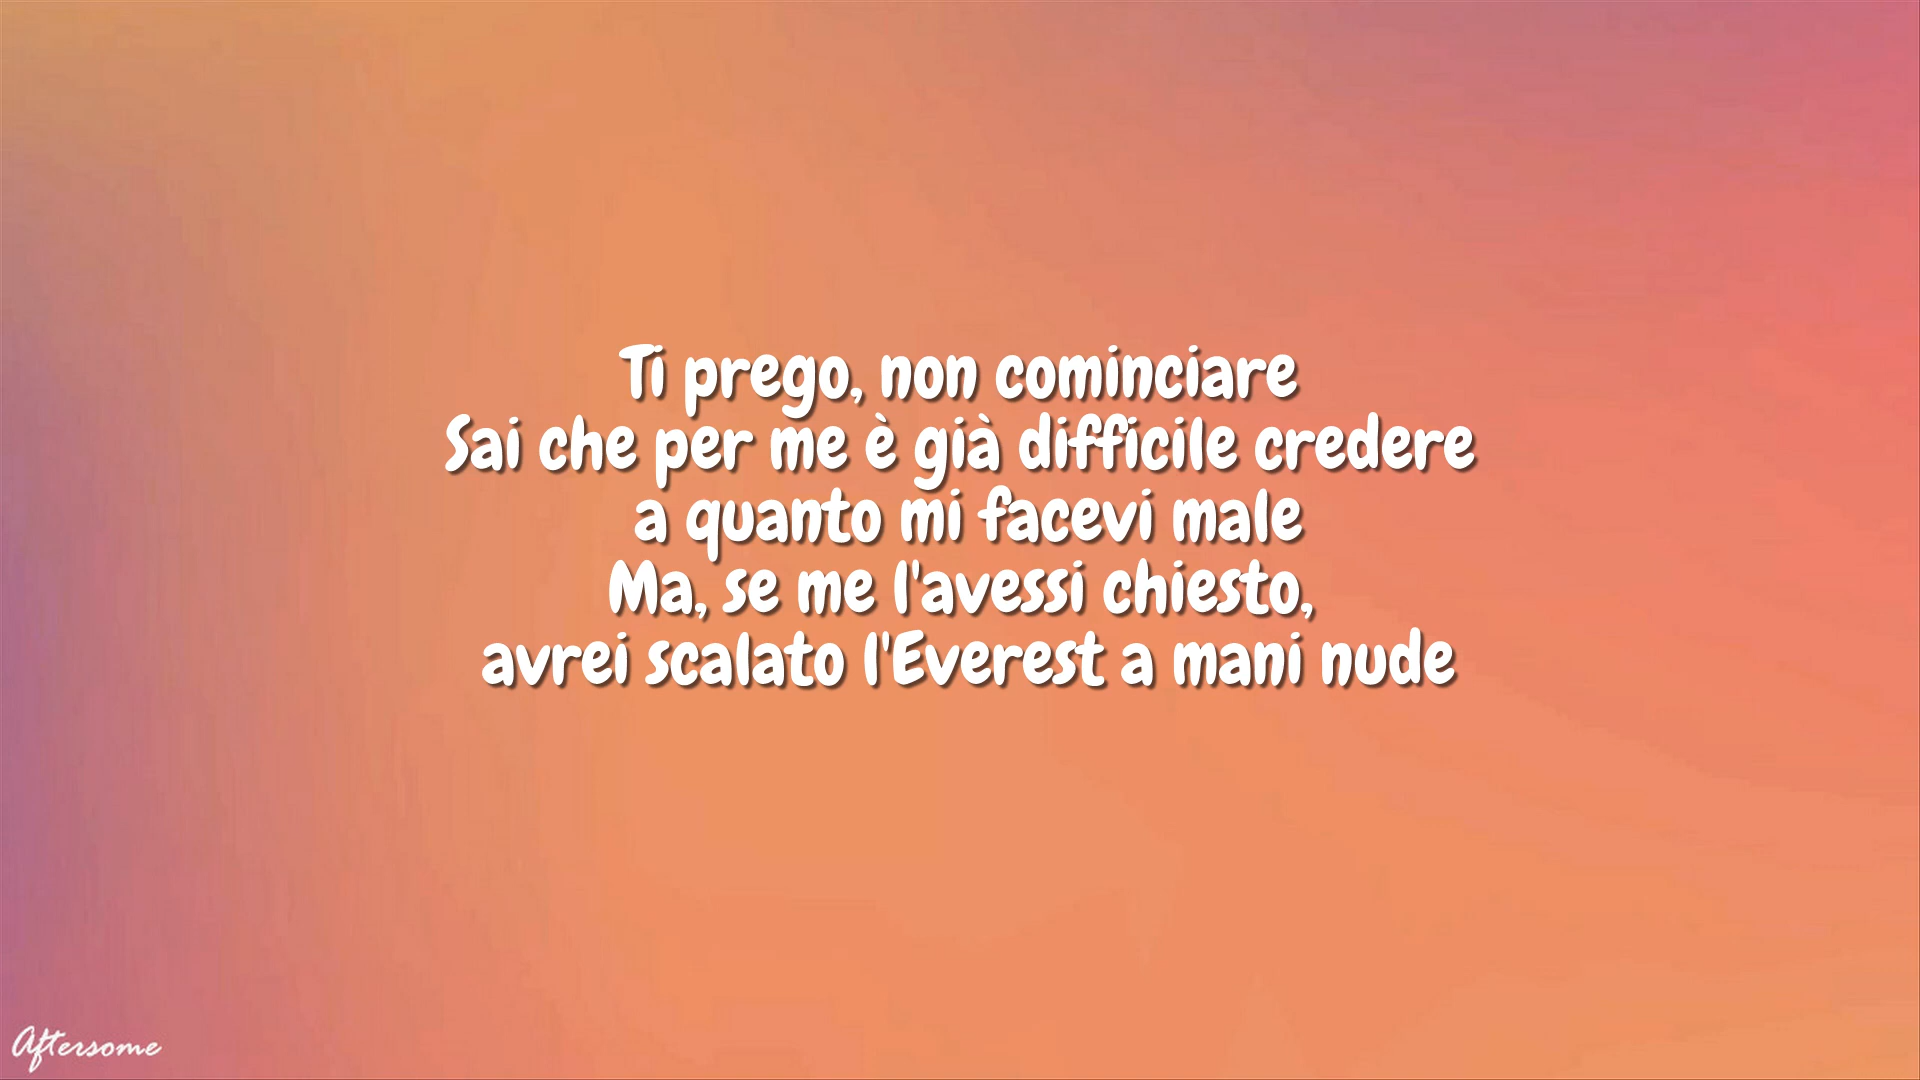 Ti prego, non cominciare
Sai che per me è già difficile credere
a quanto mi facevi male
Ma, se me l'avessi chiesto,
avrei scalato l'Everest a mani nude
Aftersome